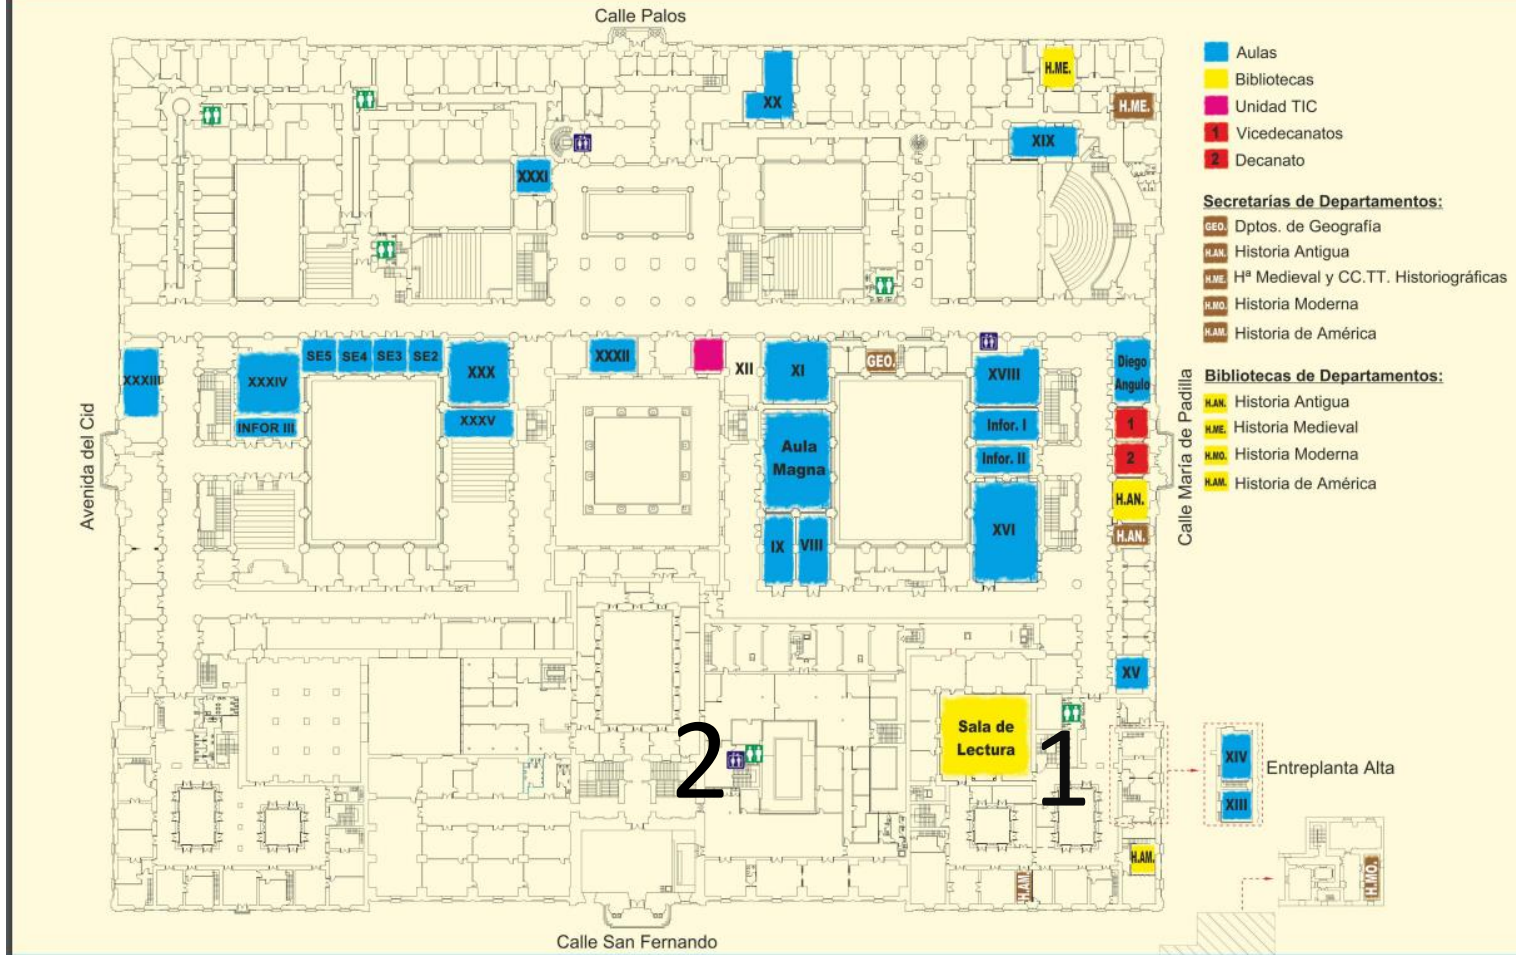 Calle Palos
H.ME.
XX
H.ME.
XIX
XXXI
Aulas
Bibliotecas
Unidad TIC
1 Vicedecanatos
2 Decanato
Secretarías de Departamentos:
GEO. Dptos. de Geografía
H.AN. Historia Antigua
H.ME. Hª Medieval y CC.TT. Historiográficas
H.MO. Historia Moderna
H.AM. Historia de América
Bibliotecas de Departamentos:
H.AN. Historia Antigua
H.ME. Historia Medieval
H.MO. Historia Moderna
H.AM. Historia de América
XXXIII
XXXIV
INFOR III
SE5
SE4
SE3
SE2
XXX
XXXV
XXXII
XII
XI
GEO.
XVIII
Diego
Angulo
Infor. I
1
Aula
Magna
Infor. II
2
H.AN.
IX
VIII
XVI
H.AN.
Avenida del Cid
Calle María de Padilla
XV
Sala de
Lectura
2
1
XIV
XIII
Entreplanta Alta
H.AM.
H.AM.
H.MO.
Calle San Fernando